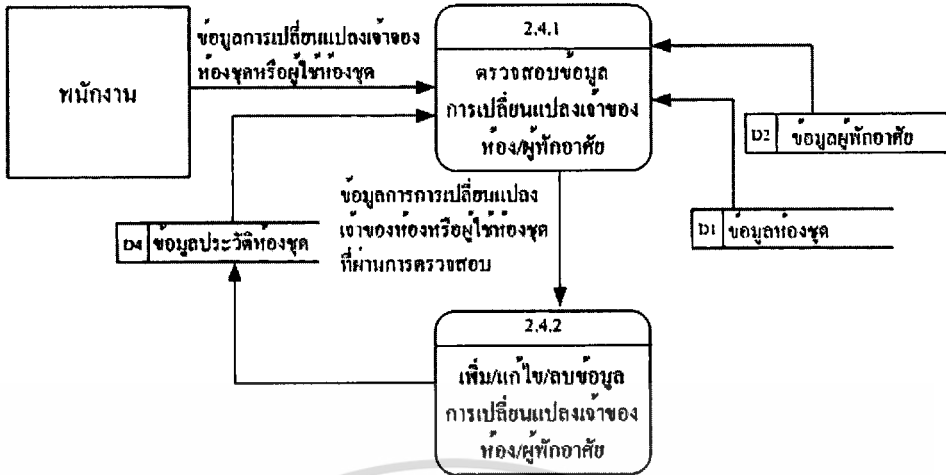 พนักงาน
ข้อมูลการเปลี่ยนแปลงเจ้าของ
ห้องชุดหรือผู้ใช้ห้องชุด
2.4.1
ตรวจสอบข้อมูล
การเปลี่ยนแปลงเจ้าของ
ห้อง/ผู้พักอาศัย
D2 ข้อมูลผู้พักอาศัย
D1 ข้อมูลห้องชุด
D4 ข้อมูลประวัติห้องชุด
ข้อมูลการการเปลี่ยนแปลง
เจ้าของห้องหรือผู้ใช้ห้องชุด
ที่ผ่านการตรวจสอบ
2.4.2
เพิ่ม/แก้ไข/ลบข้อมูล
การเปลี่ยนแปลงเจ้าของ
ห้อง/ผู้พักอาศัย